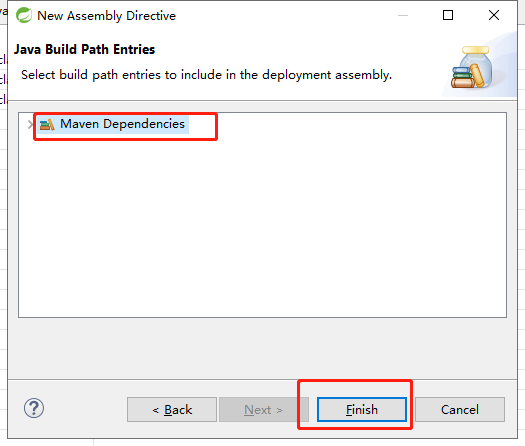 New Assembly Directive
Java Build Path Entries
Select build path entries to include in the deployment assembly.
Maven Dependencies
?
< Back
Next >
Finish
Cancel